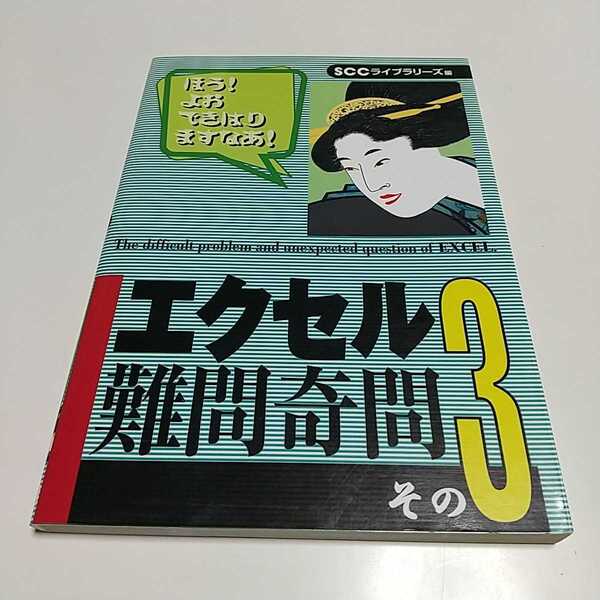 SCCライブラリーズ編
ほう!
よお
できはり
ますなあ!
The difficult problem and unexpected question of EXCEL..
エクセル
難問奇問
その3